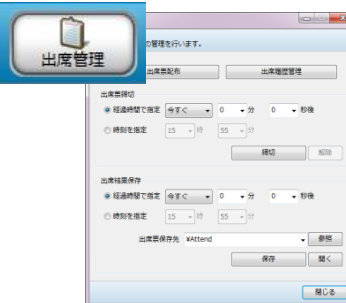 出席管理
の管理を行います。
出席票配布 出席履歴管理
出席票締切
経過時間で指定 今すぐ 0 分 0 秒後
時刻を指定 15 時 55 分
締切 解除
出席結果保存
経過時間で指定 今すぐ 0 分 0 秒後
時刻を指定 15 時 55 分
出席票保存先 ¥Attend 参照
保存 開く
閉じる